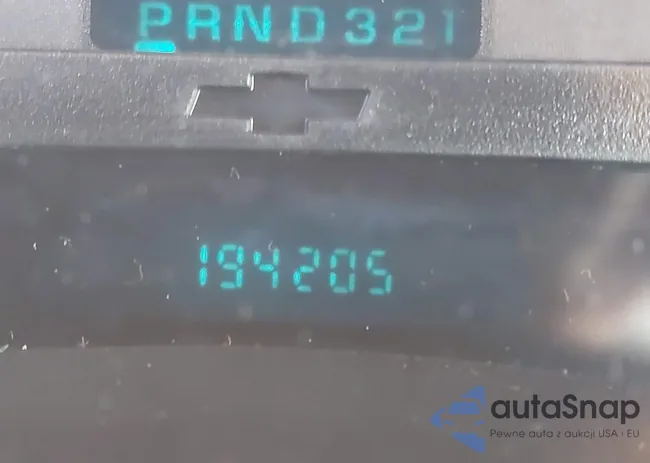 PRND321
194205
autaSnap
Pewne auta z aukcji USA i EU